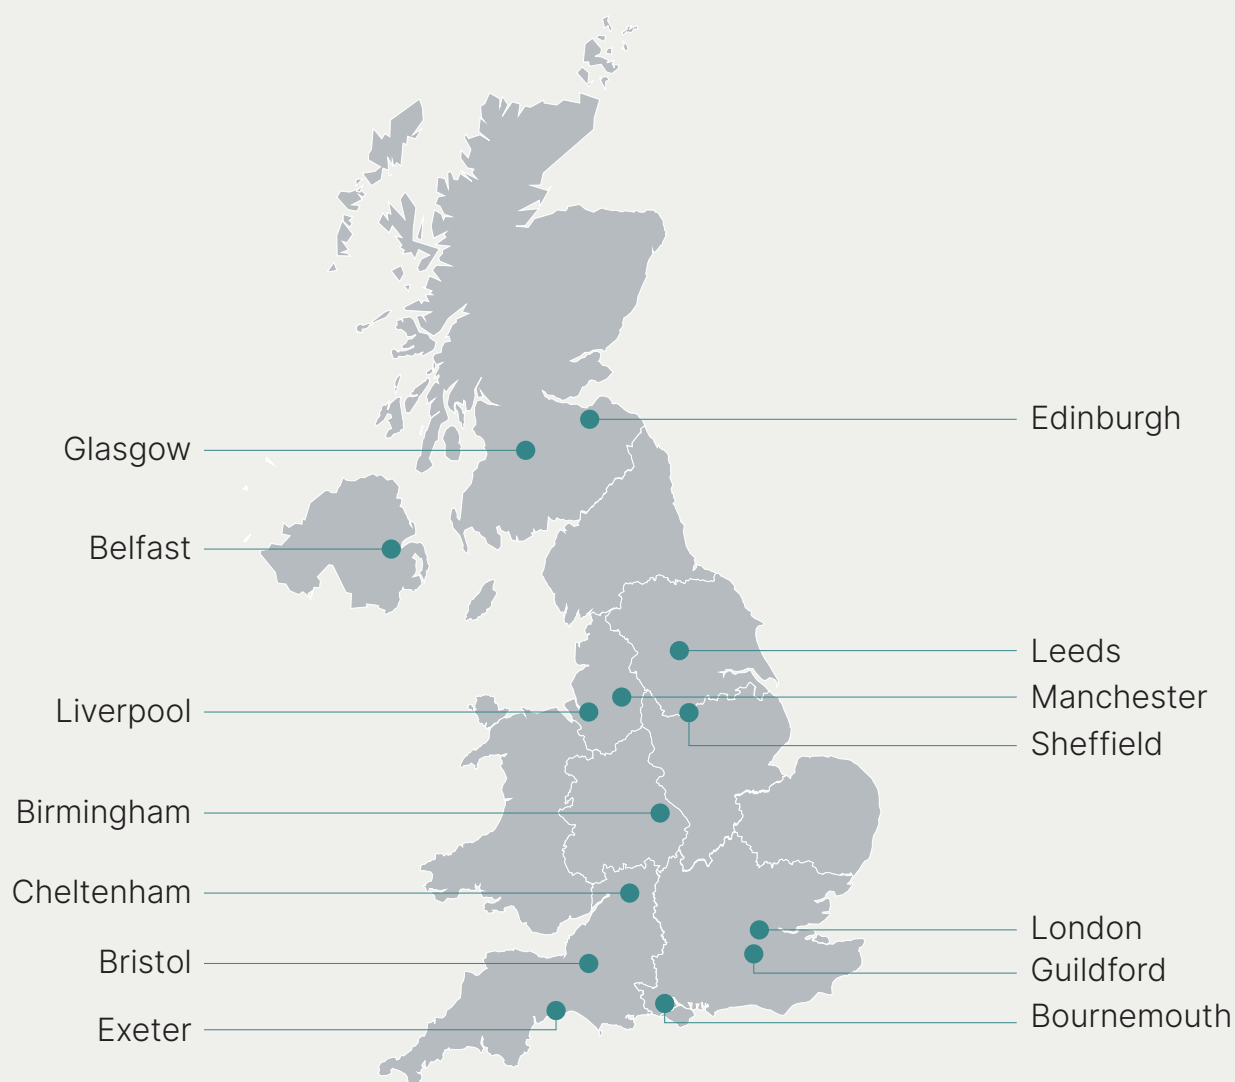 Edinburgh
Glasgow
Belfast
Leeds
Manchester
Liverpool
Sheffield
Birmingham
Cheltenham
London
Bristol
Guildford
Bournemouth
Exeter